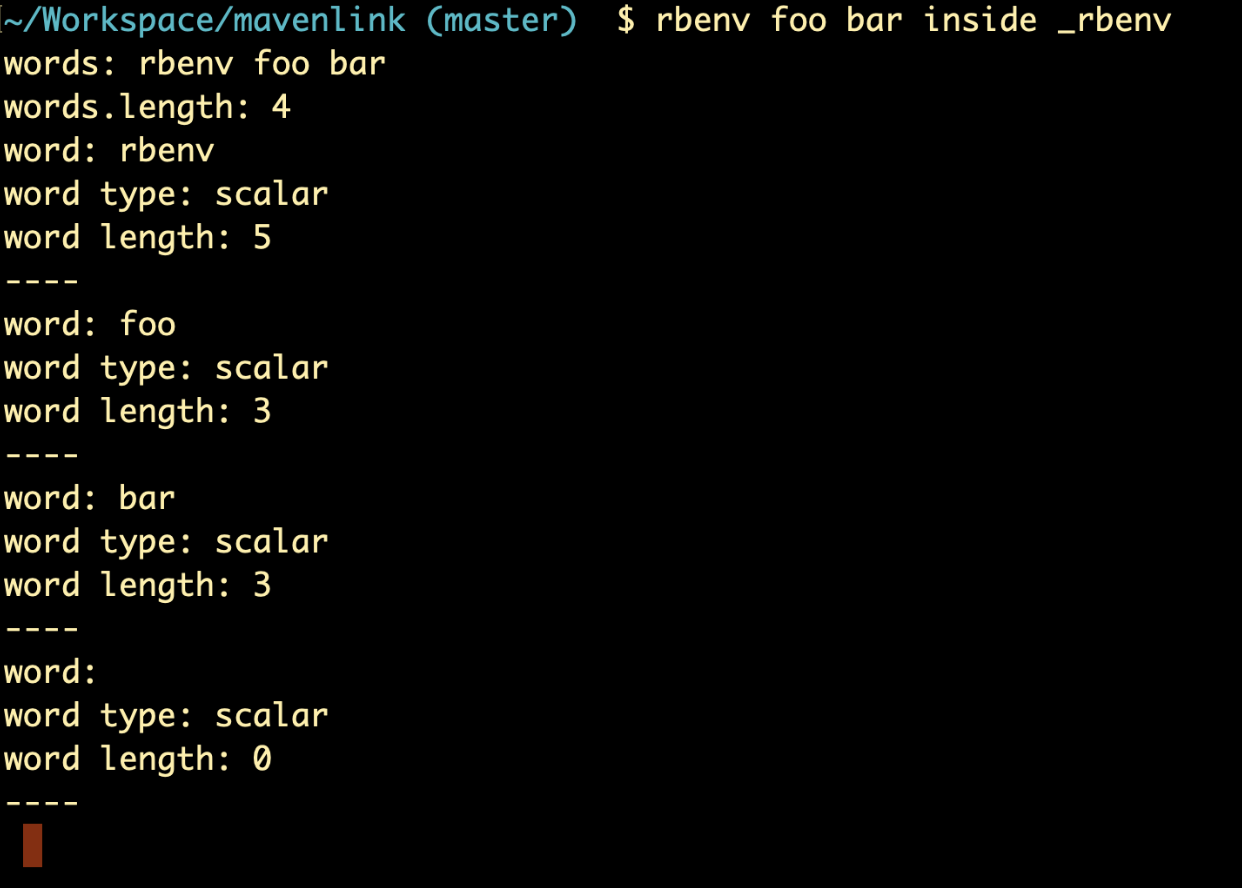 ~/Workspace/mavenlink (master)  $ rbenv foo bar inside _rbenv
words: rbenv foo bar
words.length: 4
word: rbenv
word type: scalar
word length: 5
----
word: foo
word type: scalar
word length: 3
----
word: bar
word type: scalar
word length: 3
----
word:
word type: scalar
word length: 0
----